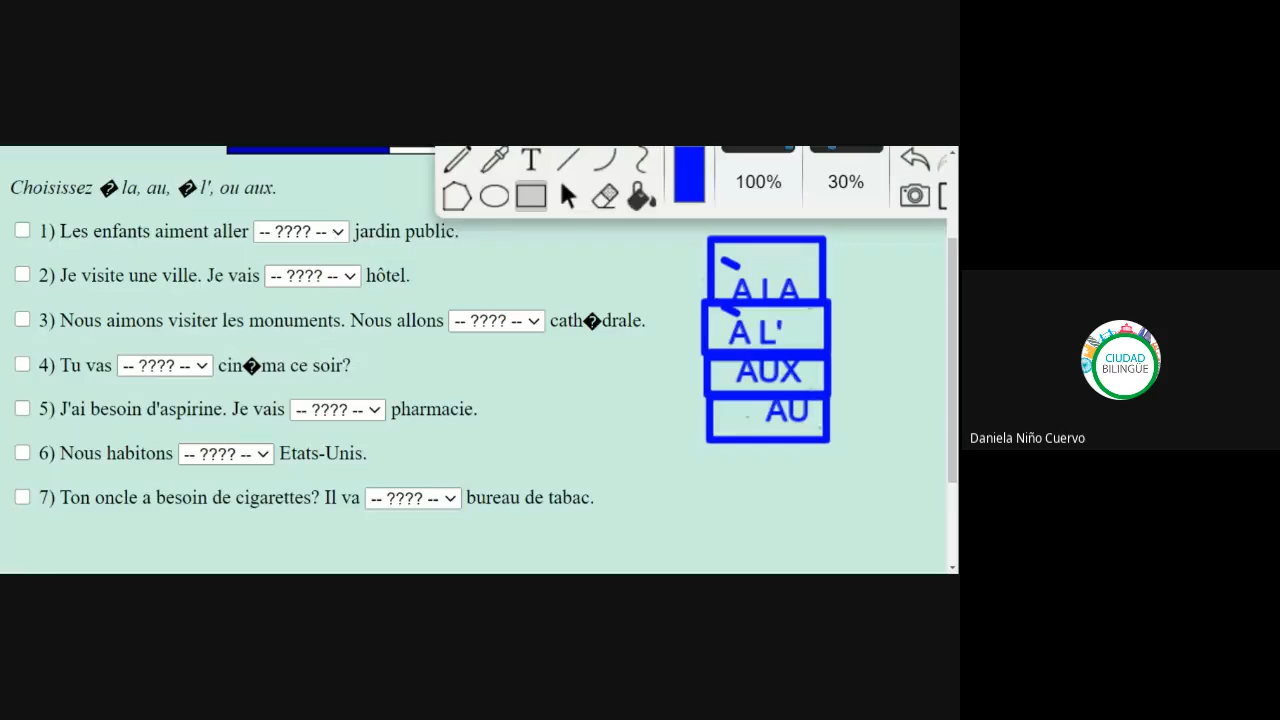 100%
30%
Choisissez � la, au, � l', ou aux.
1) Les enfants aiment aller -- ???? -- jardin public.
2) Je visite une ville. Je vais -- ???? -- hôtel.
3) Nous aimons visiter les monuments. Nous allons -- ???? -- cath�drale.
4) Tu vas -- ???? -- cin�ma ce soir?
5) J'ai besoin d'aspirine. Je vais -- ???? -- pharmacie.
6) Nous habitons -- ???? -- Etats-Unis.
7) Ton oncle a besoin de cigarettes? Il va -- ???? -- bureau de tabac.
À LA
À L'
AUX
AU
CIUDAD
BILINGÜE
Daniela Niño Cuervo